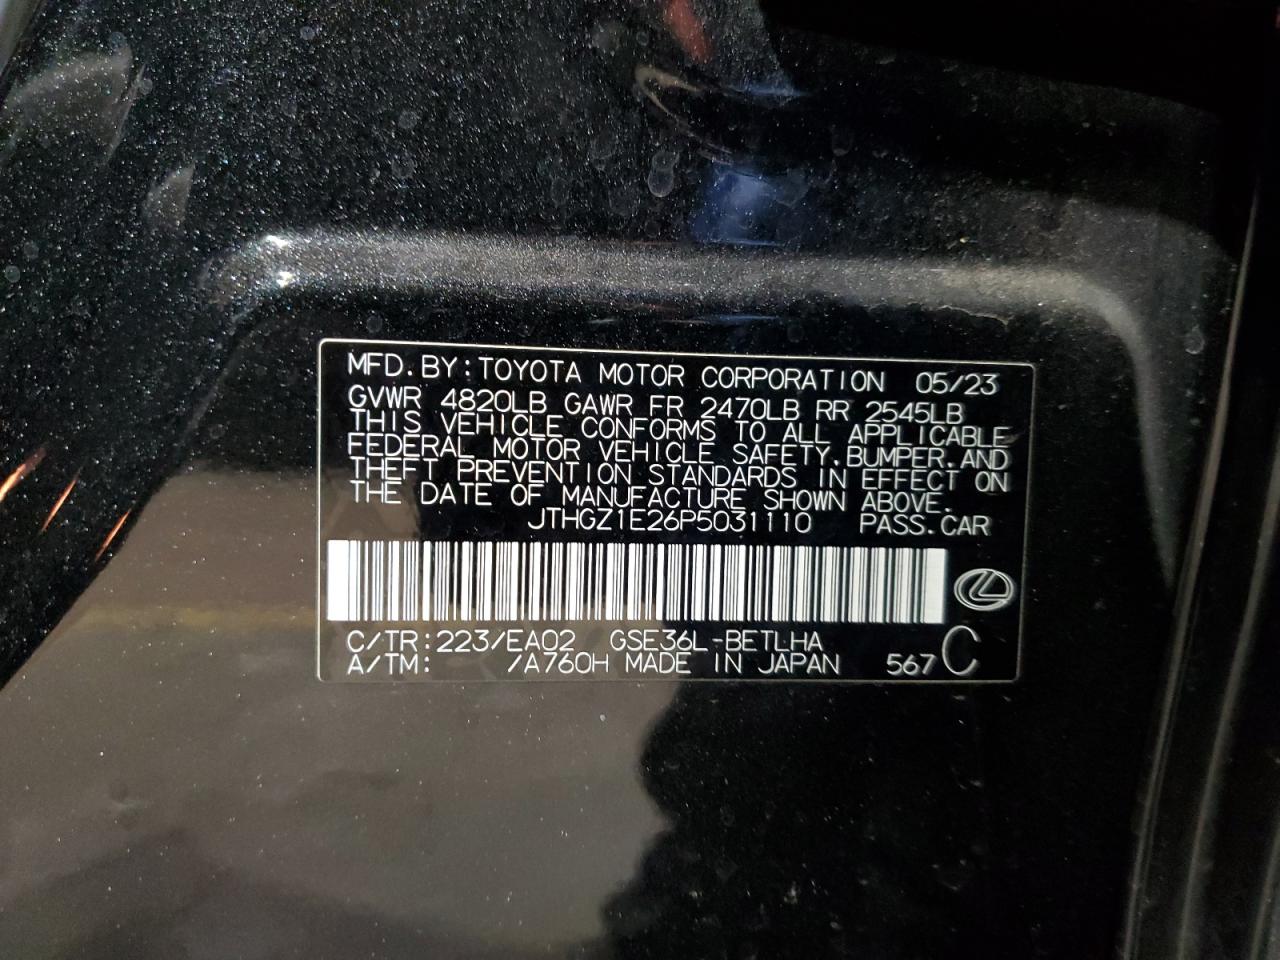 MFD. BY: TOYOTA MOTOR CORPORATION 05/23
GVWR 4820LB GAWR FR 2470LB RR 2545LB
THIS VEHICLE CONFORMS TO ALL APPLICABLE
FEDERAL MOTOR VEHICLE SAFETY, BUMPER, AND
THEFT PREVENTION STANDARDS IN EFFECT ON
THE DATE OF MANUFACTURE SHOWN ABOVE.
JTHGZ1E26P5031110 PASS. CAR
C/TR: 223/EA02 GSE36L-BETLHA
A/TM: /A760H MADE IN JAPAN 567 C